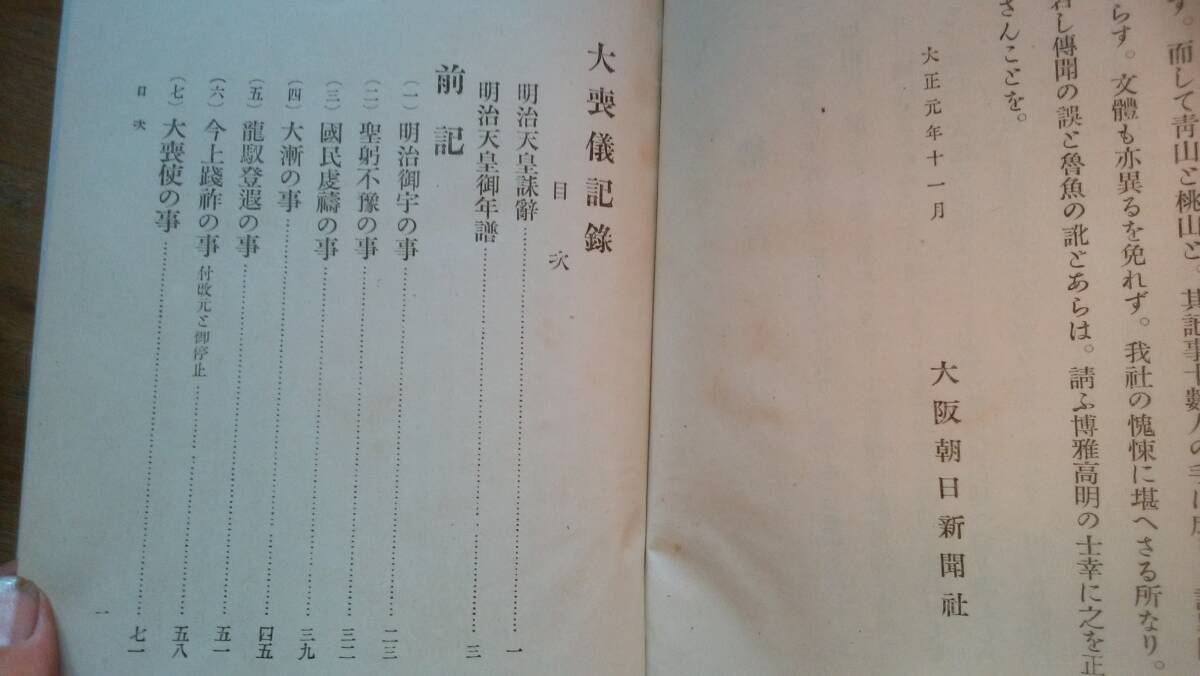 す。而して靑山と桃山と。其記事十數人の手に
らす。文體も亦異るを免れず。我社の愧悚に堪へさる所なり。
若し傳聞の誤と魯魚の訛とあらは。請ふ博雅高明の士幸に之を正
さんことを。
大正元年十一月
大阪朝日新聞社
大喪儀記錄
目次
明治天皇誄辭……一
明治天皇御年譜……三
前記
(一)明治御宇の事……二三
(二)聖躬不豫の事……三二
(三)國民虔禱の事……三九
(四)大漸の事……四五
(五)龍馭登遐の事……五一
(六)今上踐祚の事 付改元と御停止……五八
(七)大喪使の事……七一
目次 一